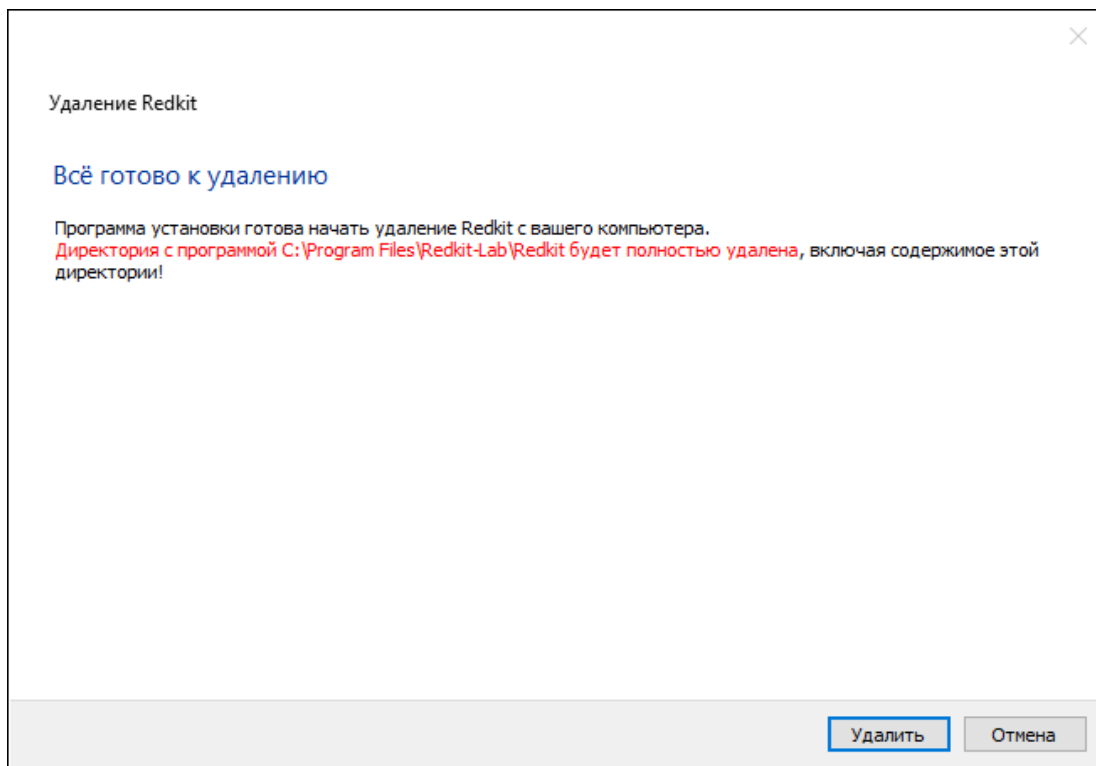 Удаление Redkit
Всё готово к удалению
Программа установки готова начать удаление Redkit с вашего компьютера.
Директория с программой C:\Program Files\Redkit-Lab\Redkit будет полностью удалена, включая содержимое этой
директории!
Удалить
Отмена